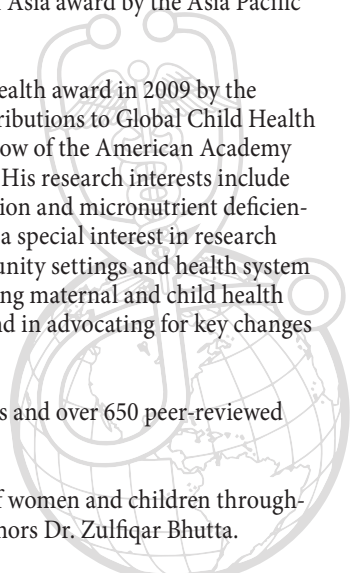 Asia award by the Asia Pacific
ealth award in 2009 by the
ributions to Global Child Health
ow of the American Academy
His research interests include
ion and micronutrient deficien-
a special interest in research
unity settings and health system
ng maternal and child health
nd in advocating for key changes
s and over 650 peer-reviewed
f women and children through-
nors Dr. Zulfiqar Bhutta.